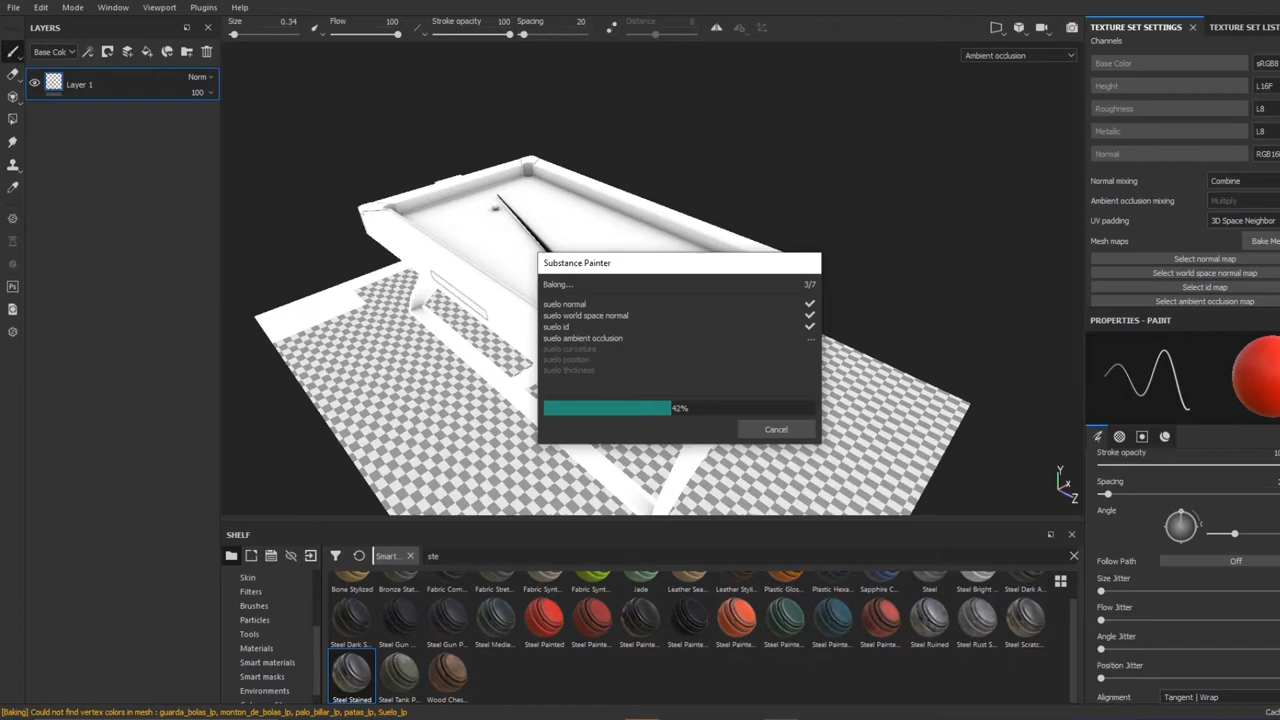 File Edit Mode Window Viewport Plugins Help
LAYERS
Size 0.34 Flow 100 Stroke opacity 100 Spacing 20 Distance 8
TEXTURE SET SETTINGS TEXTURE SET LIST
Channels
Base Col
Ambient occlusion
Base Color sRGB8
Layer 1 Norm
100
Height L16F
Roughness L8
Metallic L8
Normal RGB16
Normal mixing Combine
Ambient occlusion mixing Multiply
UV padding 3D Space Neighbor
Mesh maps Bake Me
Select normal map
Select world space normal map
Select id map
Select ambient occlusion map
PROPERTIES - PAINT
Substance Painter
Baking... 3/7
suelo normal
suelo world space normal
suelo id
suelo ambient occlusion ...
suelo curvature
suelo position
suelo thickness
42%
Cancel
Stroke opacity 10
Spacing
Angle
Follow Path Off
Size Jitter
Flow Jitter
Angle Jitter
Position Jitter
Alignment Tangent | Wrap
Y
X
Z
Ps
SHELF
Smart... ste
Skin
Filters
Brushes
Particles
Tools
Materials
Smart materials
Smart masks
Environments
Bone Stylized Bronze Stat... Fabric Corn... Fabric Stret... Fabric Synt... Fabric Synt... Jade Leather Sea... Leather Styli... Plastic Glos... Plastic Hexa... Sapphire C... Steel Steel Bright ... Steel Dark A...
Steel Dark S... Steel Gun ... Steel Gun P... Steel Medie... Steel Painted Steel Painte... Steel Painte... Steel Painte... Steel Painte... Steel Painte... Steel Painte... Steel Painte... Steel Ruined Steel Rust S... Steel Scratc...
Steel Stained Steel Tank P... Wood Ches...
[Baking] Could not find vertex colors in mesh : guarda_bolas_lp, monton_de_bolas_lp, palo_billar_lp, patas_lp, Suelo_lp
Cac